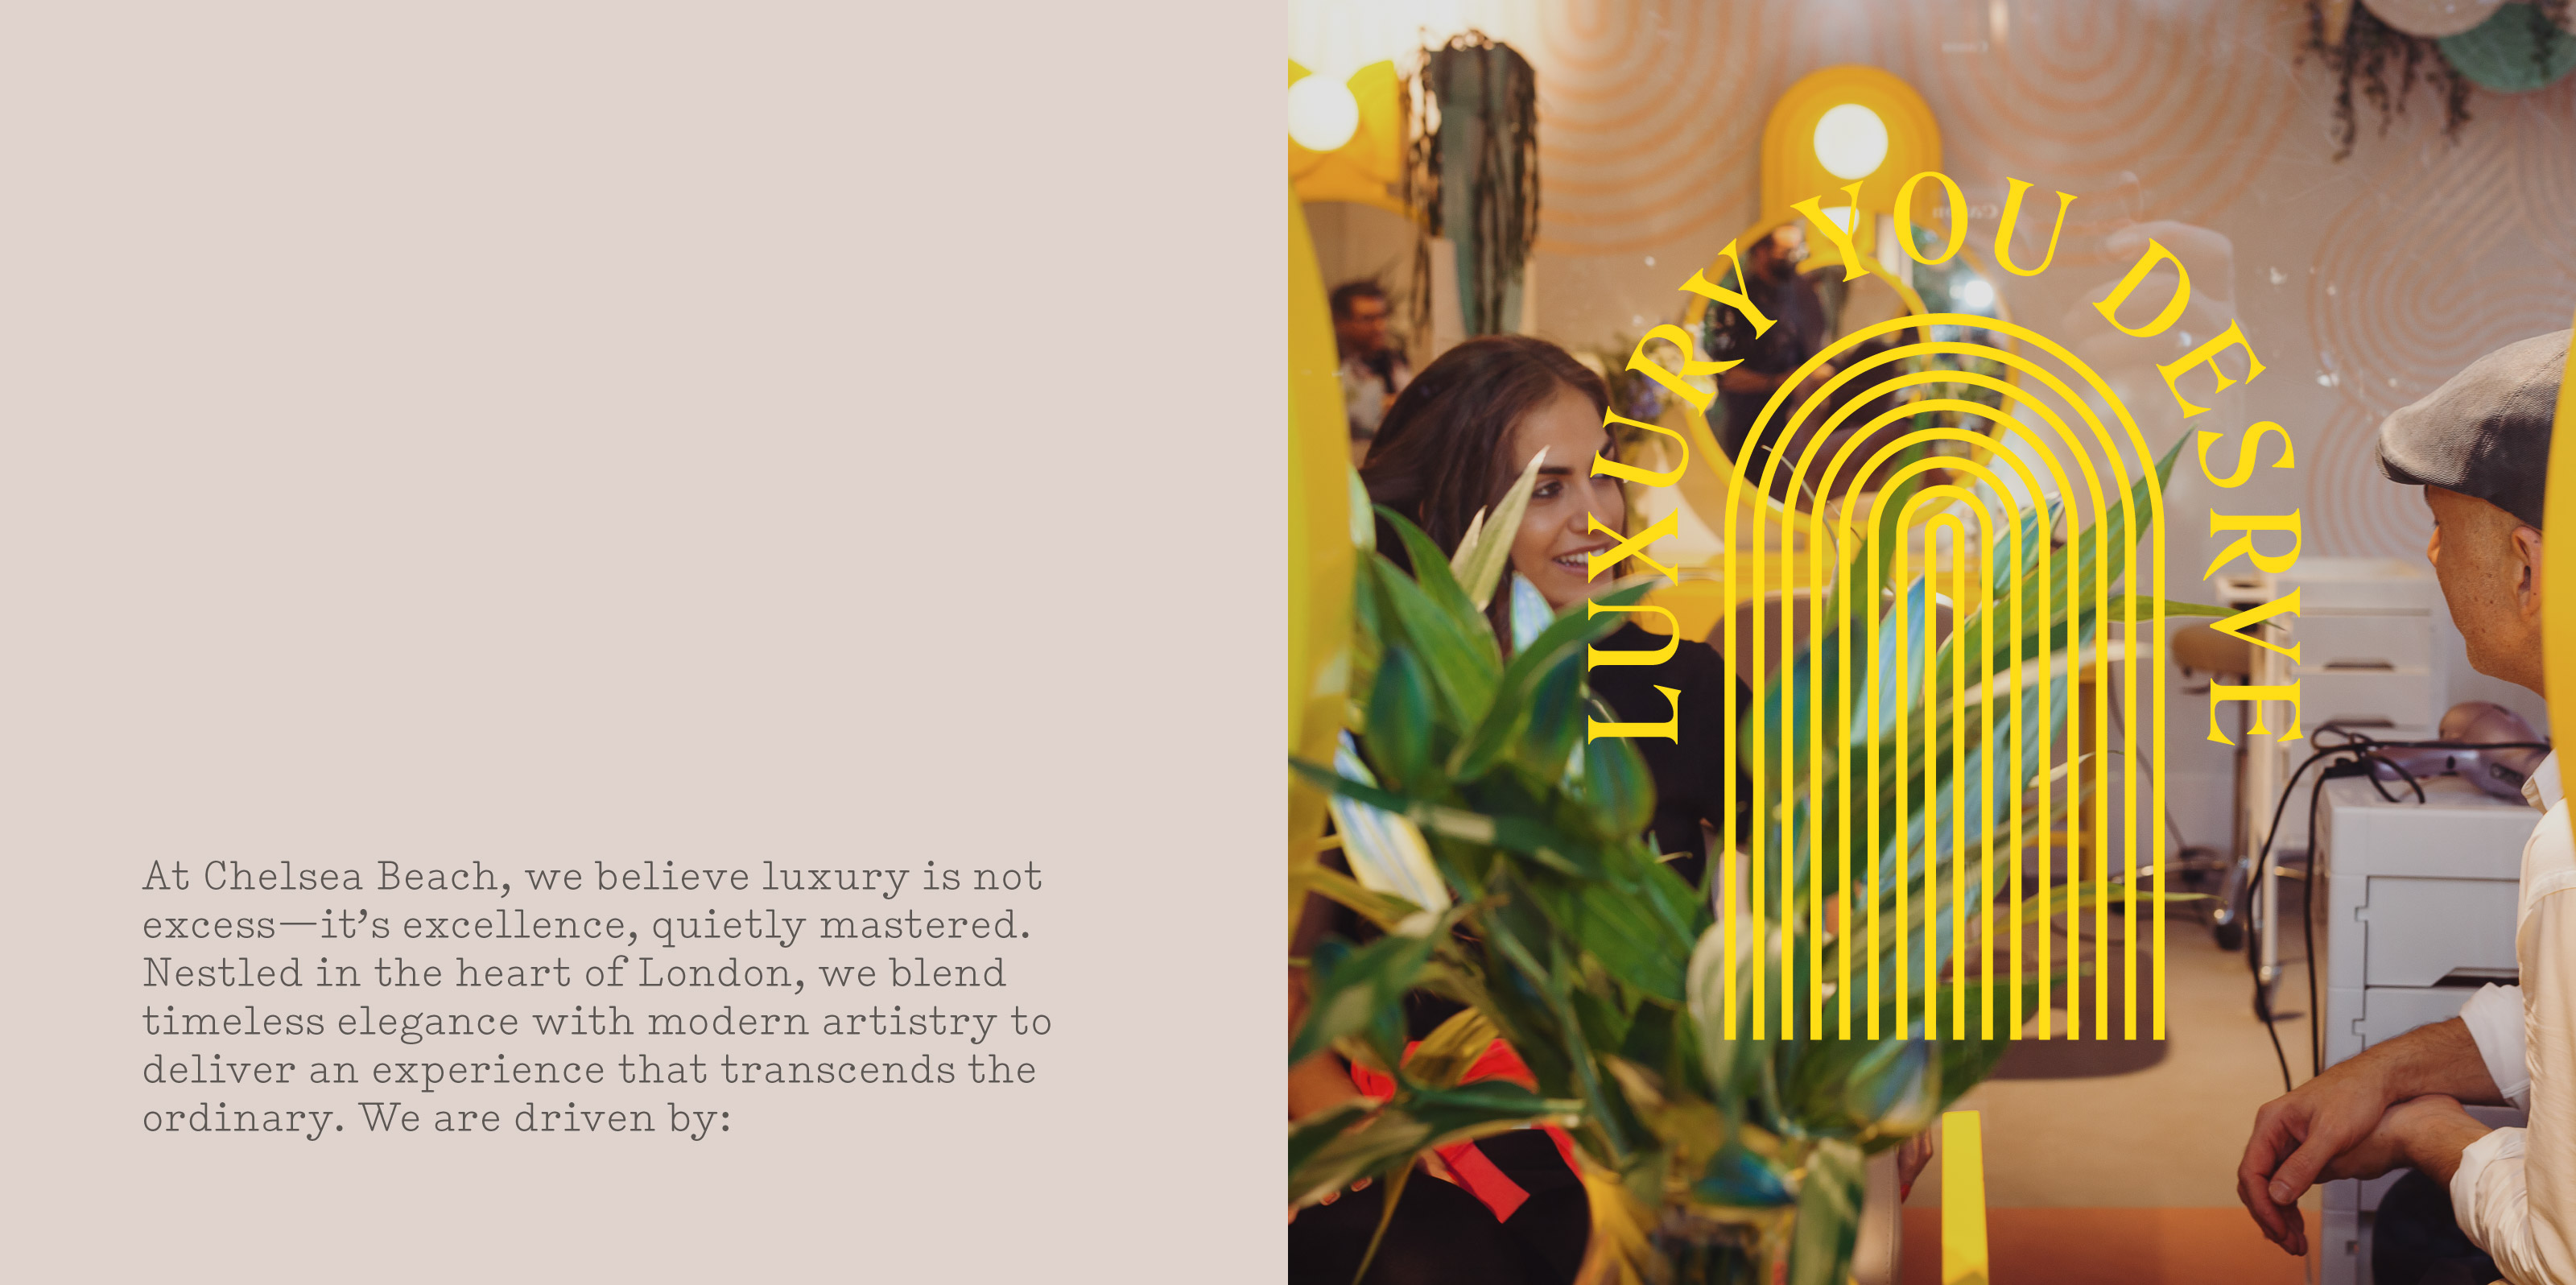 At Chelsea Beach, we believe luxury is not
excess—it’s excellence, quietly mastered.
Nestled in the heart of London, we blend
timeless elegance with modern artistry to
deliver an experience that transcends the
ordinary. We are driven by:
LUXURY YOU DESRVE